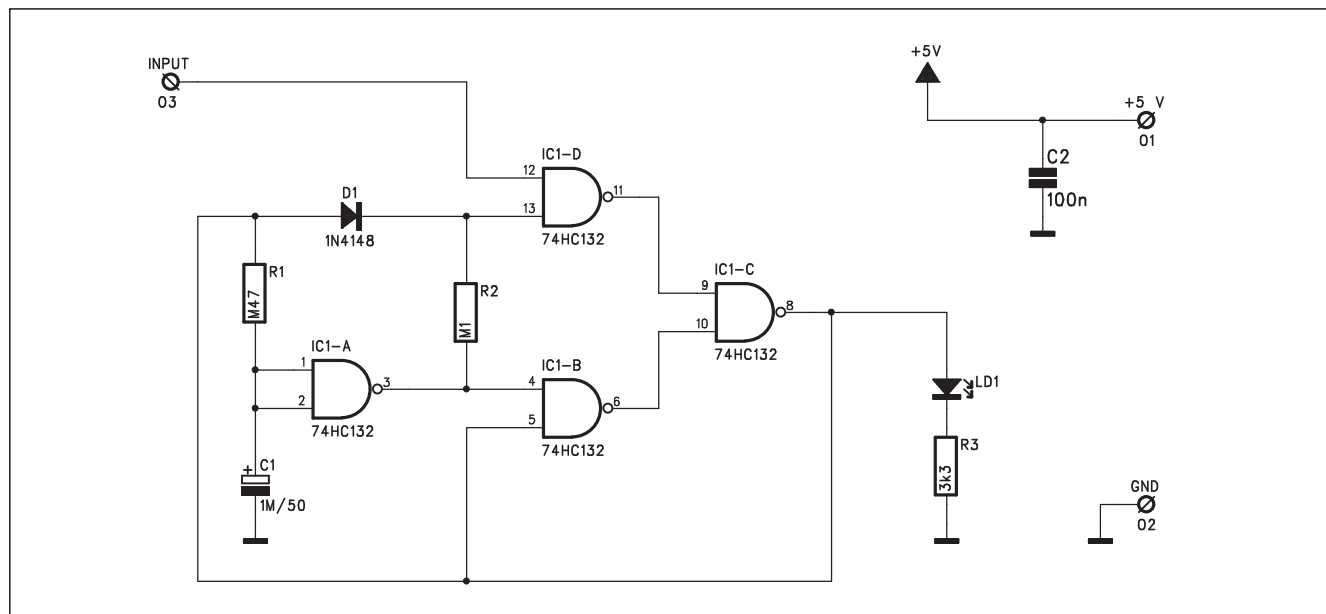 INPUT
O3
+5V
+5 V
O1
C2
100n
IC1-D
12
13
11
74HC132
D1
1N4148
R1
M47
R2
M1
IC1-C
9
10
8
74HC132
IC1-A
1
2
3
74HC132
IC1-B
4
5
6
74HC132
LD1
R3
3k3
+
C1
1M/50
GND
O2